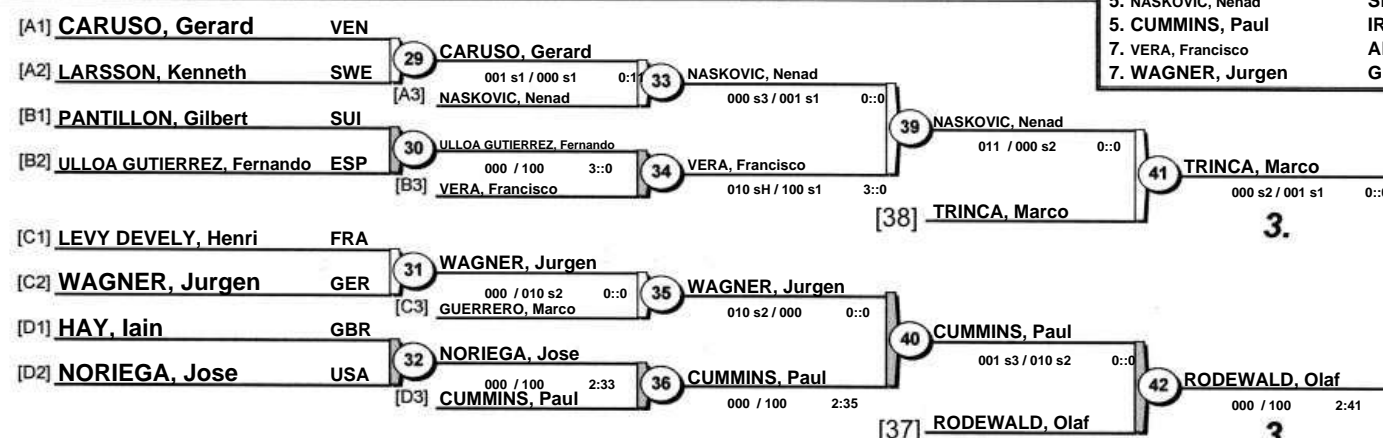 5. NASKOVIC, Nenad
5. CUMMINS, Paul IR
7. VERA, Francisco
7. WAGNER, Jurgen G
[A1] CARUSO, Gerard VEN
29
CARUSO, Gerard
001 s1 / 000 s1 0:11
[A2] LARSSON, Kenneth SWE
[A3] NASKOVIC, Nenad
33
NASKOVIC, Nenad
000 s3 / 001 s1 0::0
[B1] PANTILLON, Gilbert SUI
30
ULLOA GUTIERREZ, Fernando
000 / 100 3::0
[B2] ULLOA GUTIERREZ, Fernando ESP
[B3] VERA, Francisco
34
VERA, Francisco
010 sH / 100 s1 3::0
39
NASKOVIC, Nenad
011 / 000 s2 0::0
[38] TRINCA, Marco
41
TRINCA, Marco
000 s2 / 001 s1 0::0
3.
[C1] LEVY DEVELY, Henri FRA
31
WAGNER, Jurgen
000 / 010 s2 0::0
[C2] WAGNER, Jurgen GER
[C3] GUERRERO, Marco
35
WAGNER, Jurgen
010 s2 / 000 0::0
[D1] HAY, Iain GBR
32
NORIEGA, Jose
000 / 100 2:33
[D2] NORIEGA, Jose USA
[D3] CUMMINS, Paul
36
CUMMINS, Paul
000 / 100 2:35
40
CUMMINS, Paul
001 s3 / 010 s2 0::0
[37] RODEWALD, Olaf
42
RODEWALD, Olaf
000 / 100 2:41
3.